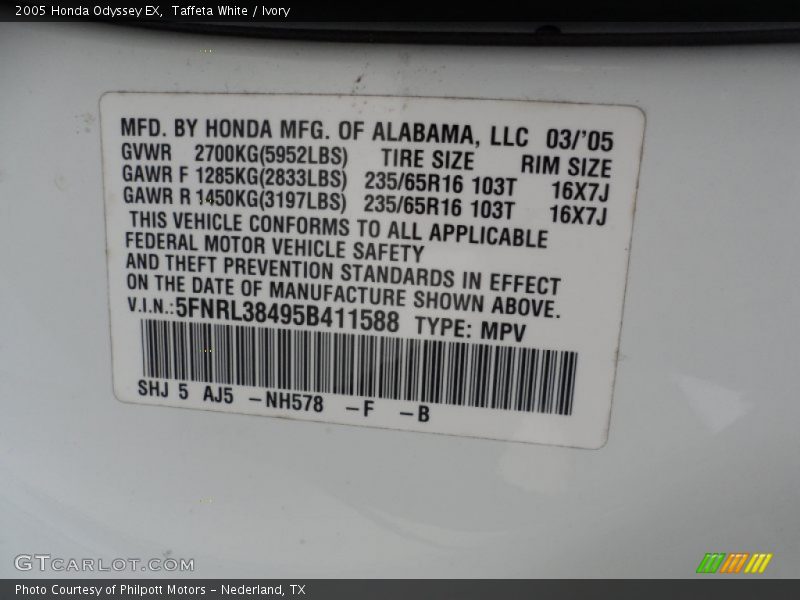 2005 Honda Odyssey EX,  Taffeta White / Ivory
MFD. BY HONDA MFG. OF ALABAMA, LLC 03/'05
GVWR 2700KG(5952LBS) TIRE SIZE RIM SIZE
GAWR F 1285KG(2833LBS) 235/65R16 103T 16X7J
GAWR R 1450KG(3197LBS) 235/65R16 103T 16X7J
THIS VEHICLE CONFORMS TO ALL APPLICABLE
FEDERAL MOTOR VEHICLE SAFETY
AND THEFT PREVENTION STANDARDS IN EFFECT
ON THE DATE OF MANUFACTURE SHOWN ABOVE.
V.I.N.:5FNRL38495B411588 TYPE: MPV
SHJ 5 AJ5 –NH578 –F –B
GTCARLOT.COM
Photo Courtesy of Philpott Motors - Nederland, TX